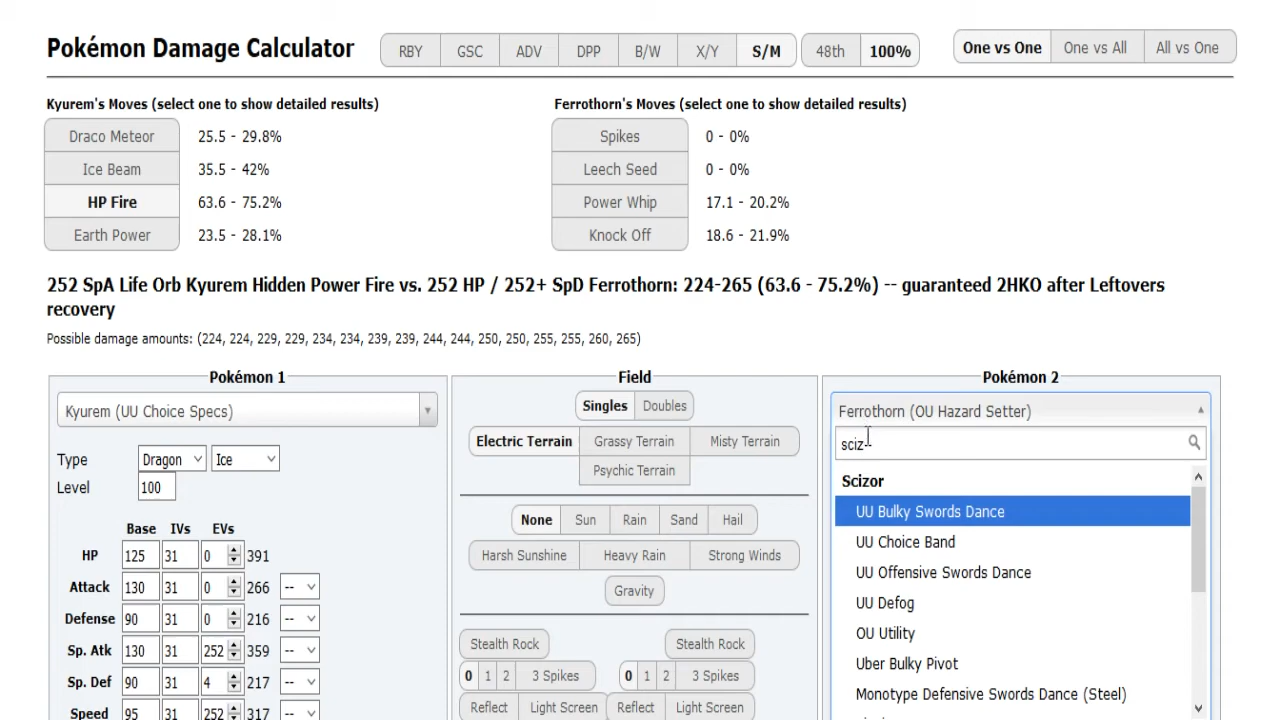 Pokémon Damage Calculator
RBY GSC ADV DPP B/W X/Y S/M 48th 100% One vs One One vs All All vs One
Kyurem's Moves (select one to show detailed results)
Draco Meteor 25.5 - 29.8%
Ice Beam 35.5 - 42%
HP Fire 63.6 - 75.2%
Earth Power 23.5 - 28.1%
Ferrothorn's Moves (select one to show detailed results)
Spikes 0 - 0%
Leech Seed 0 - 0%
Power Whip 17.1 - 20.2%
Knock Off 18.6 - 21.9%
252 SpA Life Orb Kyurem Hidden Power Fire vs. 252 HP / 252+ SpD Ferrothorn: 224-265 (63.6 - 75.2%) -- guaranteed 2HKO after Leftovers
recovery
Possible damage amounts: (224, 224, 229, 229, 234, 234, 239, 239, 244, 244, 250, 250, 255, 255, 260, 265)
Pokémon 1
Kyurem (UU Choice Specs)
Type Dragon Ice
Level 100
Base IVs EVs
HP 125 31 0 391
Attack 130 31 0 266 --
Defense 90 31 0 216 --
Sp. Atk 130 31 252 359 --
Sp. Def 90 31 4 217 --
Speed 95 31 252 317 --
Field
Singles Doubles
Electric Terrain Grassy Terrain Misty Terrain
Psychic Terrain
None Sun Rain Sand Hail
Harsh Sunshine Heavy Rain Strong Winds
Gravity
Stealth Rock Stealth Rock
0 1 2 3 Spikes 0 1 2 3 Spikes
Reflect Light Screen Reflect Light Screen
Pokémon 2
Ferrothorn (OU Hazard Setter)
sciz
Scizor
UU Bulky Swords Dance
UU Choice Band
UU Offensive Swords Dance
UU Defog
OU Utility
Uber Bulky Pivot
Monotype Defensive Swords Dance (Steel)